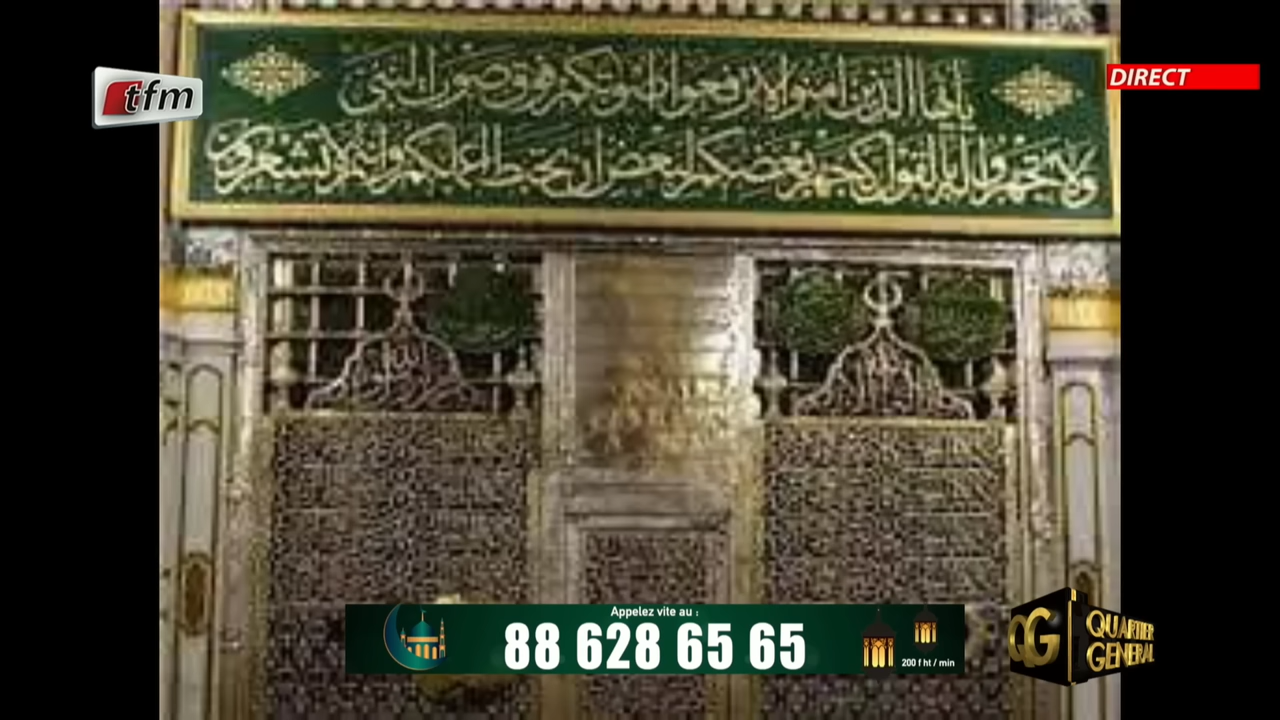 يا أيها الذين آمنوا لا ترفعوا أصواتكم فوق صوت النبي
ولا تجهروا له بالقول كجهر بعضكم لبعض أن تحبط أعمالكم وأنتم لا تشعرون
tfm
DIRECT
Appelez vite au :
88 628 65 65
200 f ht / min
QG
QUARTIER
GENERAL